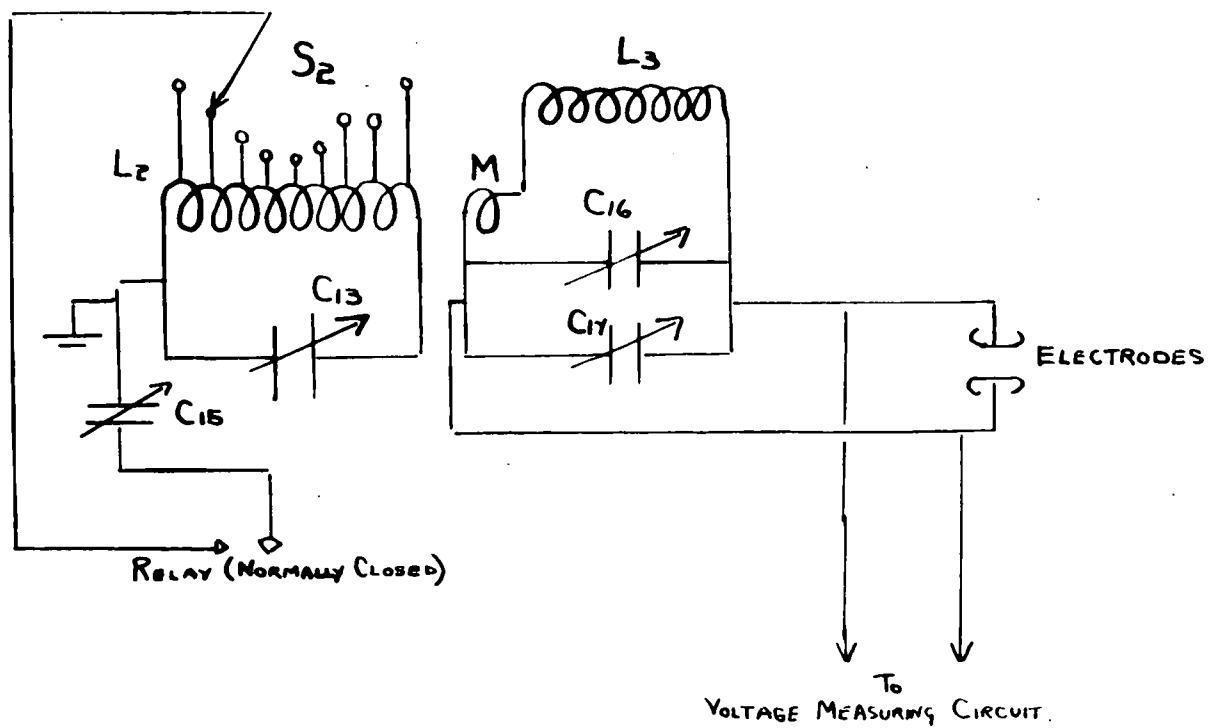 S2
L3
L2
M
C16
C13
C17
ELECTRODES
C15
RELAY (NORMALLY CLOSED)
TO
VOLTAGE MEASURING CIRCUIT.